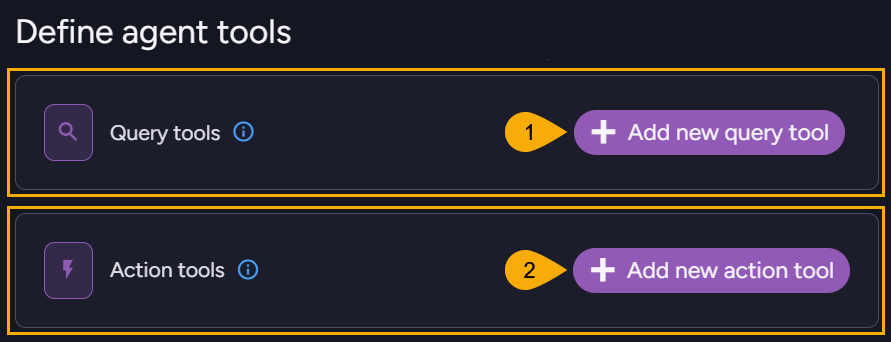 Define agent tools
Query tools
1
Add new query tool
Action tools
2
Add new action tool